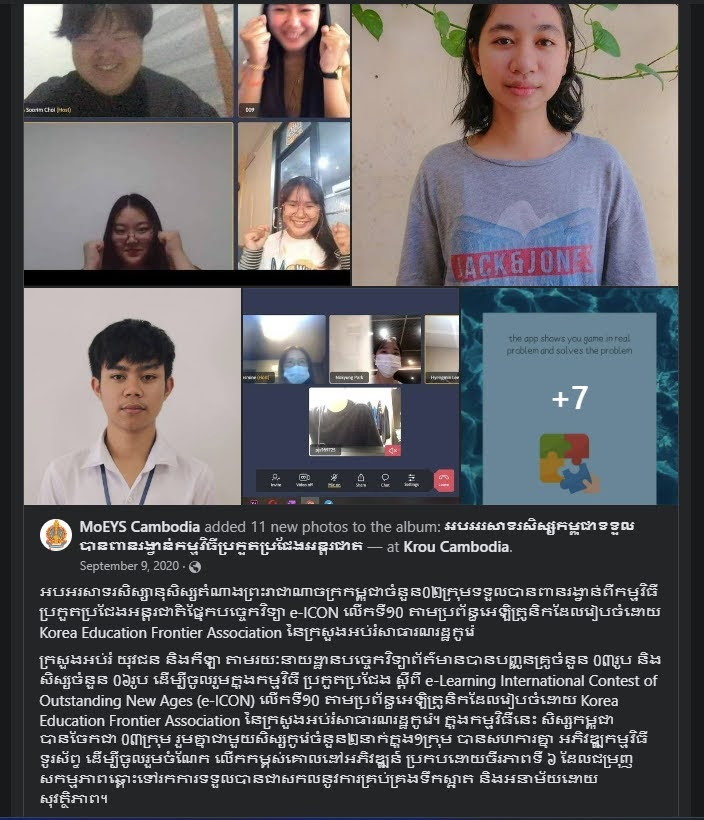 Soorim Choi (Host)
DJ9
JACK & JONES
the app shows you game in real
problem and solves the problem
+7
Nakyung Park
Hyeongmin Lee
Invite
Video off
Mic on
Share
Chat
Settings
Leave
MoEYS Cambodia added 11 new photos to the album: អបអរសាទរសិស្សកម្ពុជាទទួល
បានពានរង្វាន់កម្មវិធីប្រកួតប្រជែងអន្តរជាត — at Krou Cambodia.
September 9, 2020 ·
អបអរសាទរសិស្សានុសិស្សតំណាងព្រះរាជាណាចក្រកម្ពុជាចំនួន០២ក្រុមទទួលបានពានរង្វាន់ពីកម្មវិធី
ប្រកួតប្រជែងអន្តរជាតិផ្នែកបច្ចេកវិទ្យា e-ICON លើកទី១0 តាមប្រព័ន្ធអេឡិត្រូនិកដែលរៀបចំដោយ
Korea Education Frontier Association នៃក្រសួងអប់រំសាធារណរដ្ឋកូរ៉េ
ក្រសួងអប់រំ យុវជន និងកីឡា តាមរយៈនាយដ្ឋានបច្ចេកវិទ្យាព័ត៌មានបានបញ្ជូនគ្រូចំនួន ០៣រូប និង
សិស្សចំនួន ០៦រូប ដើម្បីចូលរួមក្នុងកម្មវិធី ប្រកួតប្រជែង ស្តីពី e-Learning International Contest of
Outstanding New Ages (e-ICON) លើកទី១0 តាមប្រព័ន្ធអេឡិត្រូនិកដែលរៀបចំដោយ Korea
Education Frontier Association នៃក្រសួងអប់រំសាធារណរដ្ឋកូរ៉េ។ ក្នុងកម្មវិធីនេះ សិស្សកម្ពុជា
បានចែកជា ០៣ក្រុម រួមគ្នាជាមួយសិស្សកូរ៉េចំនួន២នាក់ក្នុង១ក្រុម បានសហការគ្នា អភិវឌ្ឍកម្មវិធី
ទូរស័ព្ទ ដើម្បីចូលរួមចំណែក លើកកម្ពស់គោលដៅអភិវឌ្ឍន៍ ប្រកបដោយចីរភាពទី ៦ ដែលជម្រុញ
សកម្មភាពឆ្ពោះទៅរកការទទួលបានជាសកលនូវការគ្រប់គ្រងទឹកស្អាត និងអនាម័យដោយ
សុវត្ថិភាព។